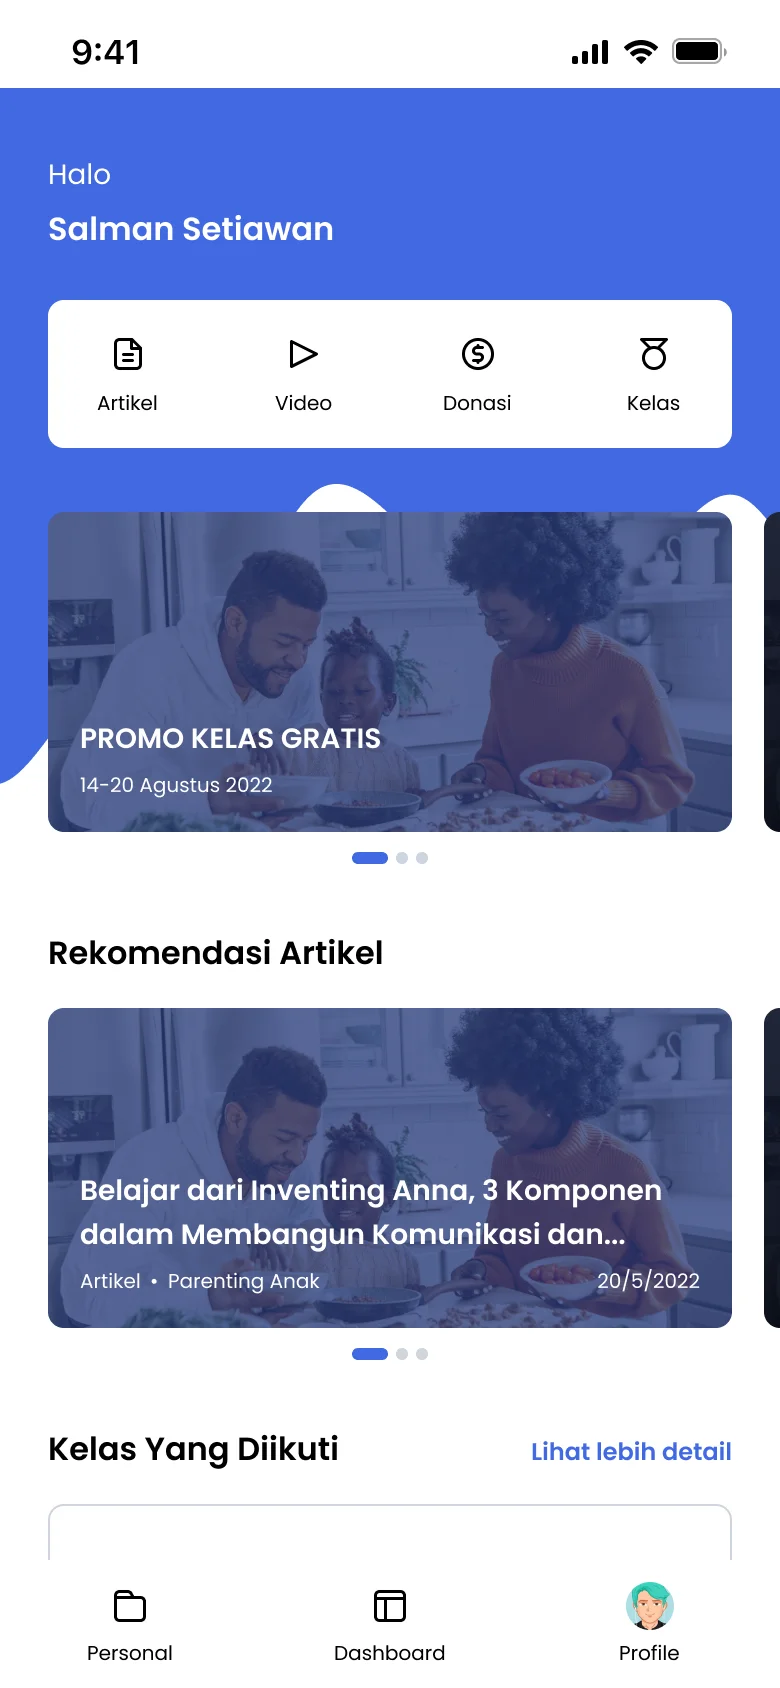 9:41
Halo
Salman Setiawan
Artikel
Video
Donasi
Kelas
PROMO KELAS GRATIS
14-20 Agustus 2022
Rekomendasi Artikel
Belajar dari Inventing Anna, 3 Komponen
dalam Membangun Komunikasi dan...
Artikel • Parenting Anak
20/5/2022
Kelas Yang Diikuti
Lihat lebih detail
Personal
Dashboard
Profile